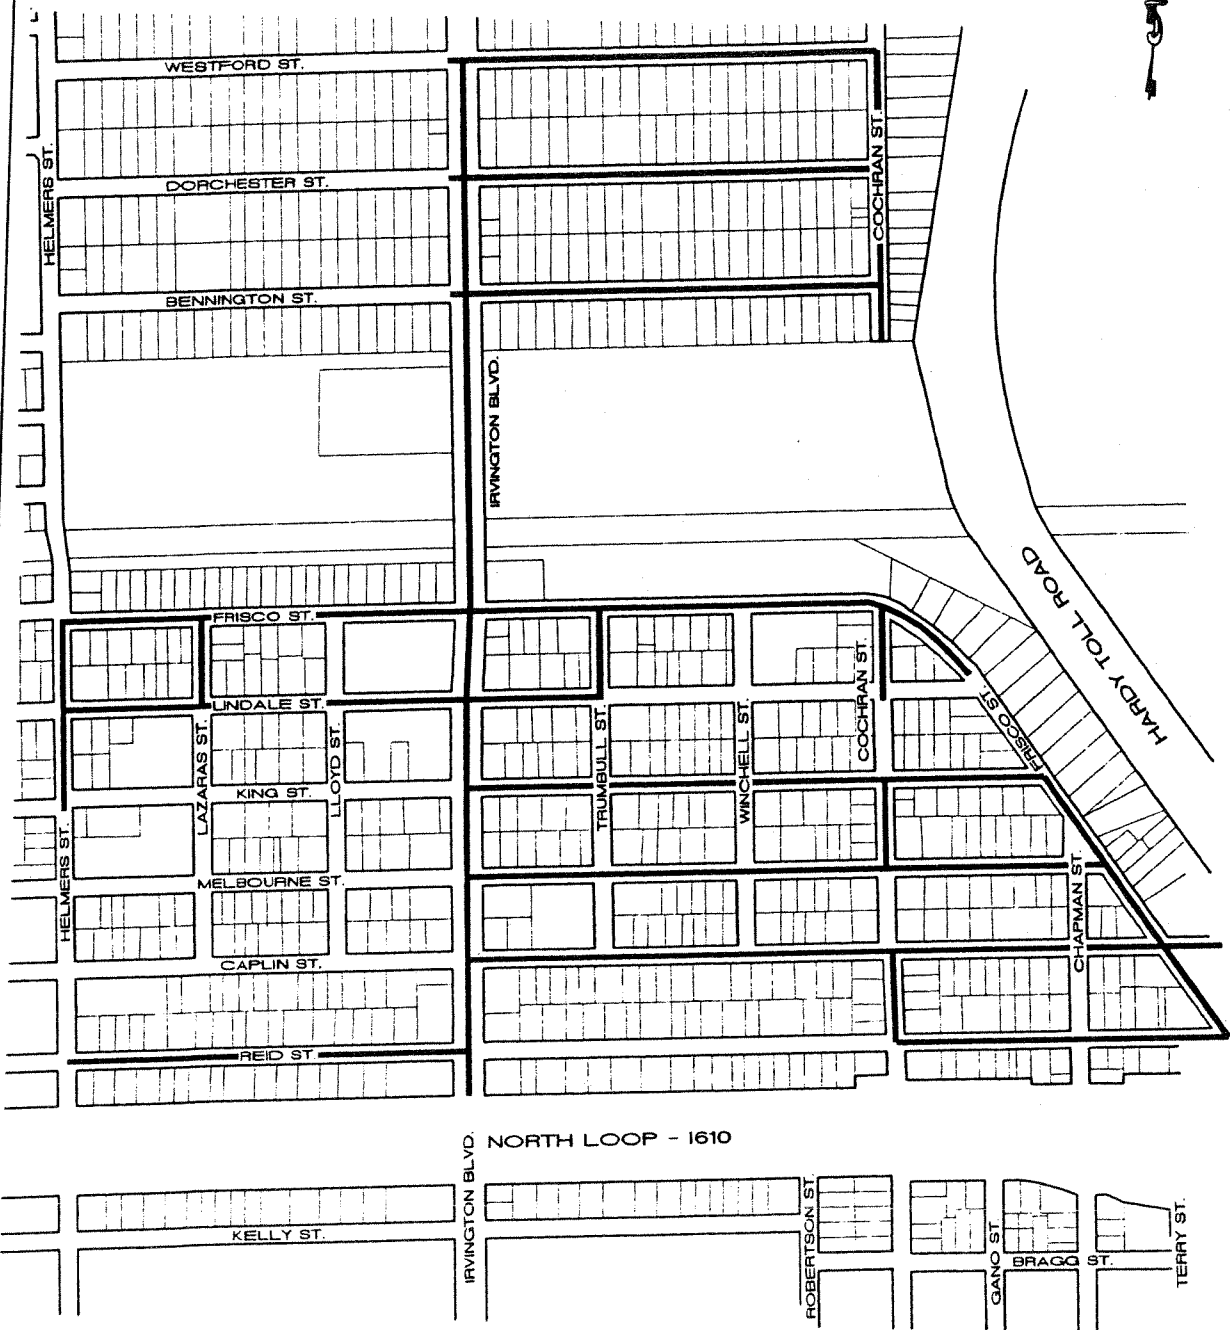 WESTFORD ST.
COCHRAN ST.
HELMERS ST.
DORCHESTER ST.
BENNINGTON ST.
IRVINGTON BLVD.
HARDY TOLL ROAD
FRISCO ST.
LINDALE ST.
COCHRAN ST.
FRISCO ST.
LAZARAS ST.
LLOYD ST.
TRUMBULL ST.
WINCHELL ST.
KING ST.
HELMERS ST.
MELBOURNE ST.
CHAPMAN ST.
CAPLIN ST.
REID ST.
NORTH LOOP - I610
IRVINGTON BLVD.
ROBERTSON ST.
KELLY ST.
GANO ST
BRAGG ST.
TERRY ST.